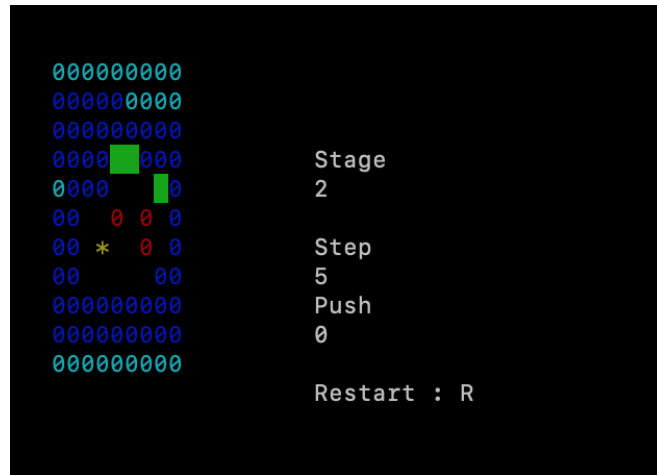 000000000
000000000
000000000
0000  000 Stage
0000    0 2
00  0 0 0
00 *  0 0 Step
00     00 5
000000000 Push
000000000 0
000000000
Restart : R